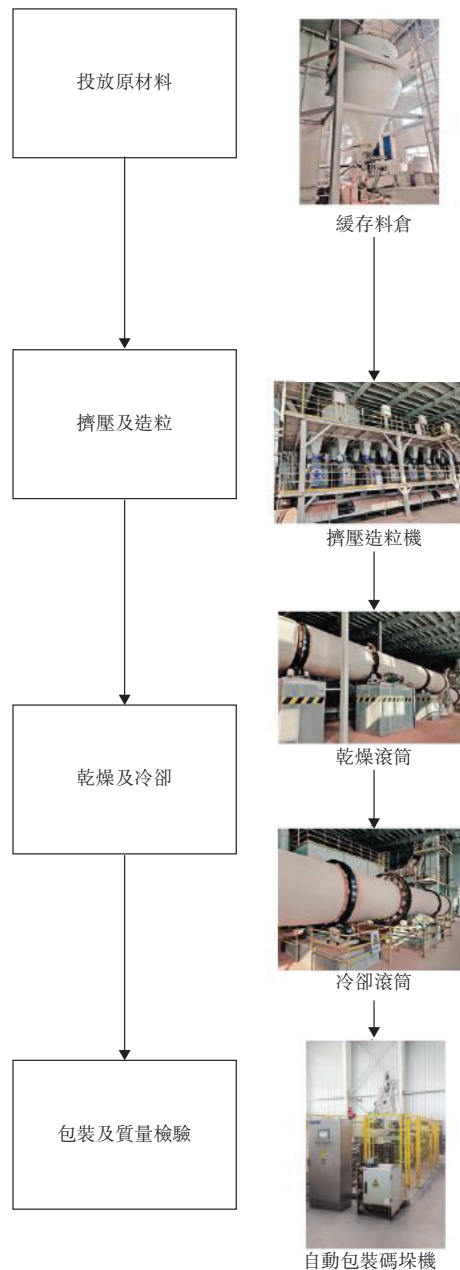 投放原材料
緩存料倉
擠壓及造粒
擠壓造粒機
乾燥滾筒
乾燥及冷卻
冷卻滾筒
包裝及質量檢驗
自動包裝碼垛機